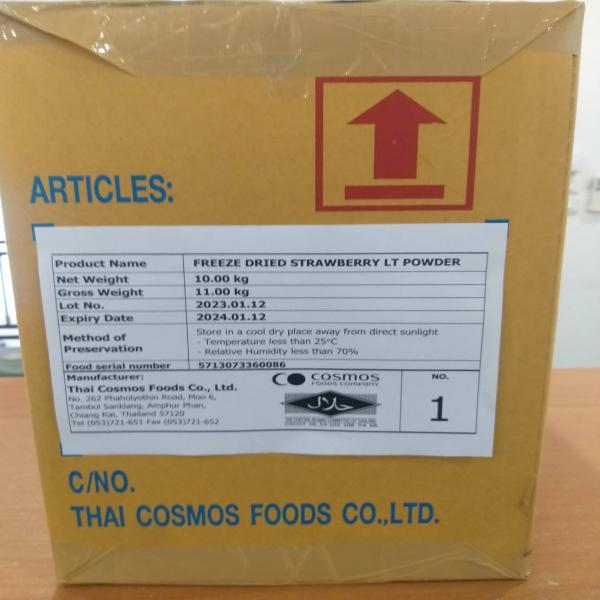 ARTICLES:
Product Name FREEZE DRIED STRAWBERRY LT POWDER
Net Weight 10.00 kg
Gross Weight 11.00 kg
Lot No. 2023.01.12
Expiry Date 2024.01.12
Method of Preservation
Store in a cool dry place away from direct sunlight
- Temperature less than 25°C
- Relative Humidity less than 70%
Food serial number 5713073360086
Manufacturer:
Thai Cosmos Foods Co., Ltd.
No. 262 Phaholyothin Road, Moo 6,
Tambol Sanklang, Amphur Phan,
Chiang Rai, Thailand 57120
Tel (053)721-651 Fax (053)721-652
COSMOS
FOODS COMPANY
حلال
NO.
1
C/NO.
THAI COSMOS FOODS CO.,LTD.